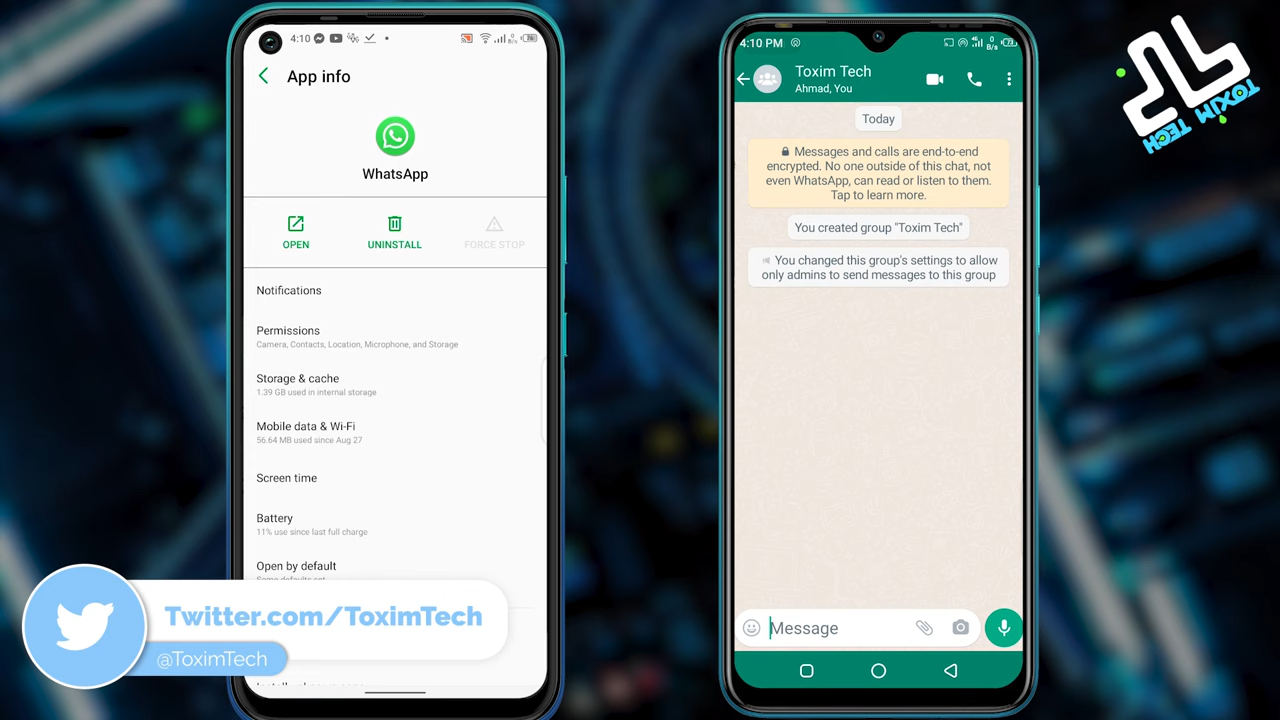 4:10
App info
WhatsApp
OPEN
UNINSTALL
FORCE STOP
Notifications
Permissions
Camera, Contacts, Location, Microphone, and Storage
Storage & cache
1.39 GB used in internal storage
Mobile data & Wi-Fi
56.64 MB used since Aug 27
Screen time
Battery
11% use since last full charge
Open by default
Twitter.com/ToximTech
@ToximTech
4:10 PM
Toxim Tech
Ahmad, You
Today
Messages and calls are end-to-end
encrypted. No one outside of this chat, not
even WhatsApp, can read or listen to them.
Tap to learn more.
You created group "Toxim Tech"
You changed this group's settings to allow
only admins to send messages to this group
Message
TOXIM TECH